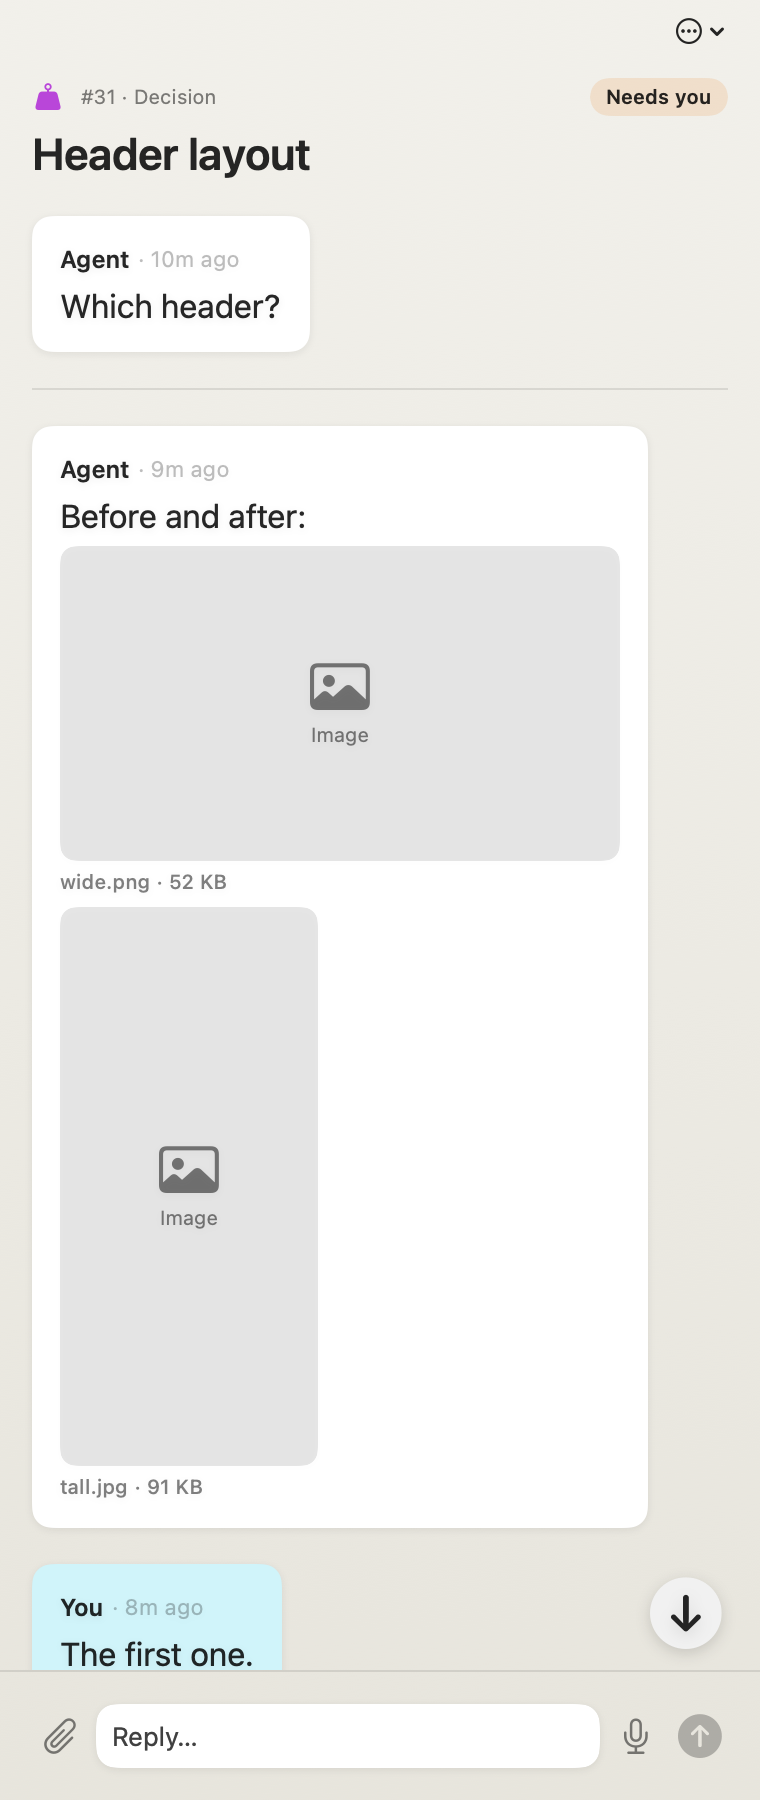 #31 · Decision
Needs you
Header layout
Agent · 10m ago
Which header?
Agent · 9m ago
Before and after:
Image
wide.png · 52 KB
Image
tall.jpg · 91 KB
You · 8m ago
The first one.
Reply...